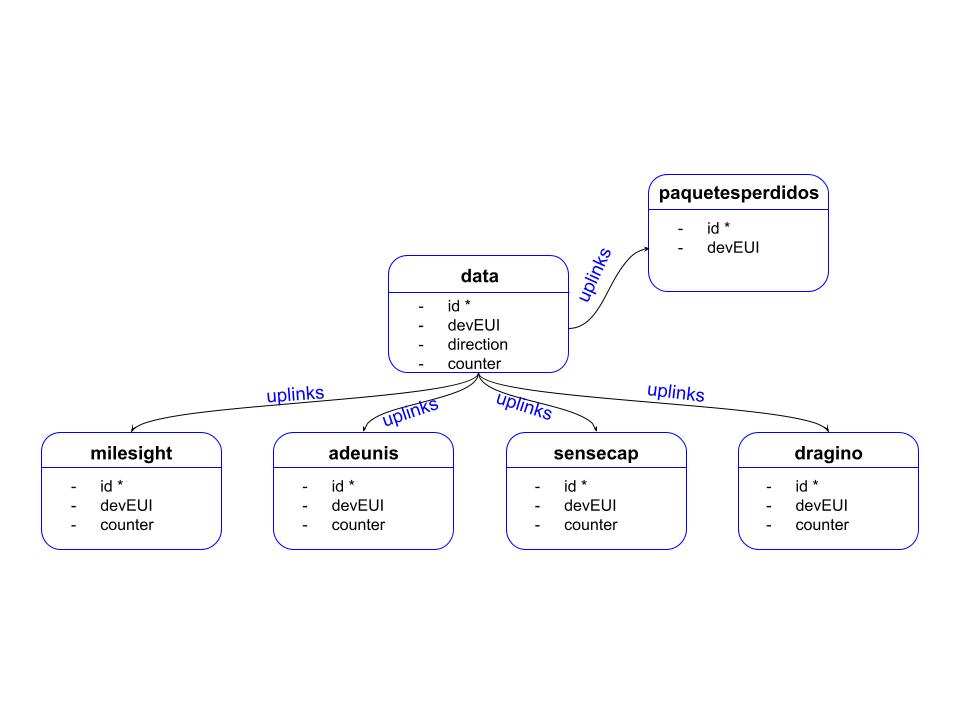 paquetesperdidos
- id *
- devEUI
uplinks
data
- id *
- devEUI
- direction
- counter
uplinks
uplinks
uplinks
uplinks
milesight
- id *
- devEUI
- counter
adeunis
- id *
- devEUI
- counter
sensecap
- id *
- devEUI
- counter
dragino
- id *
- devEUI
- counter